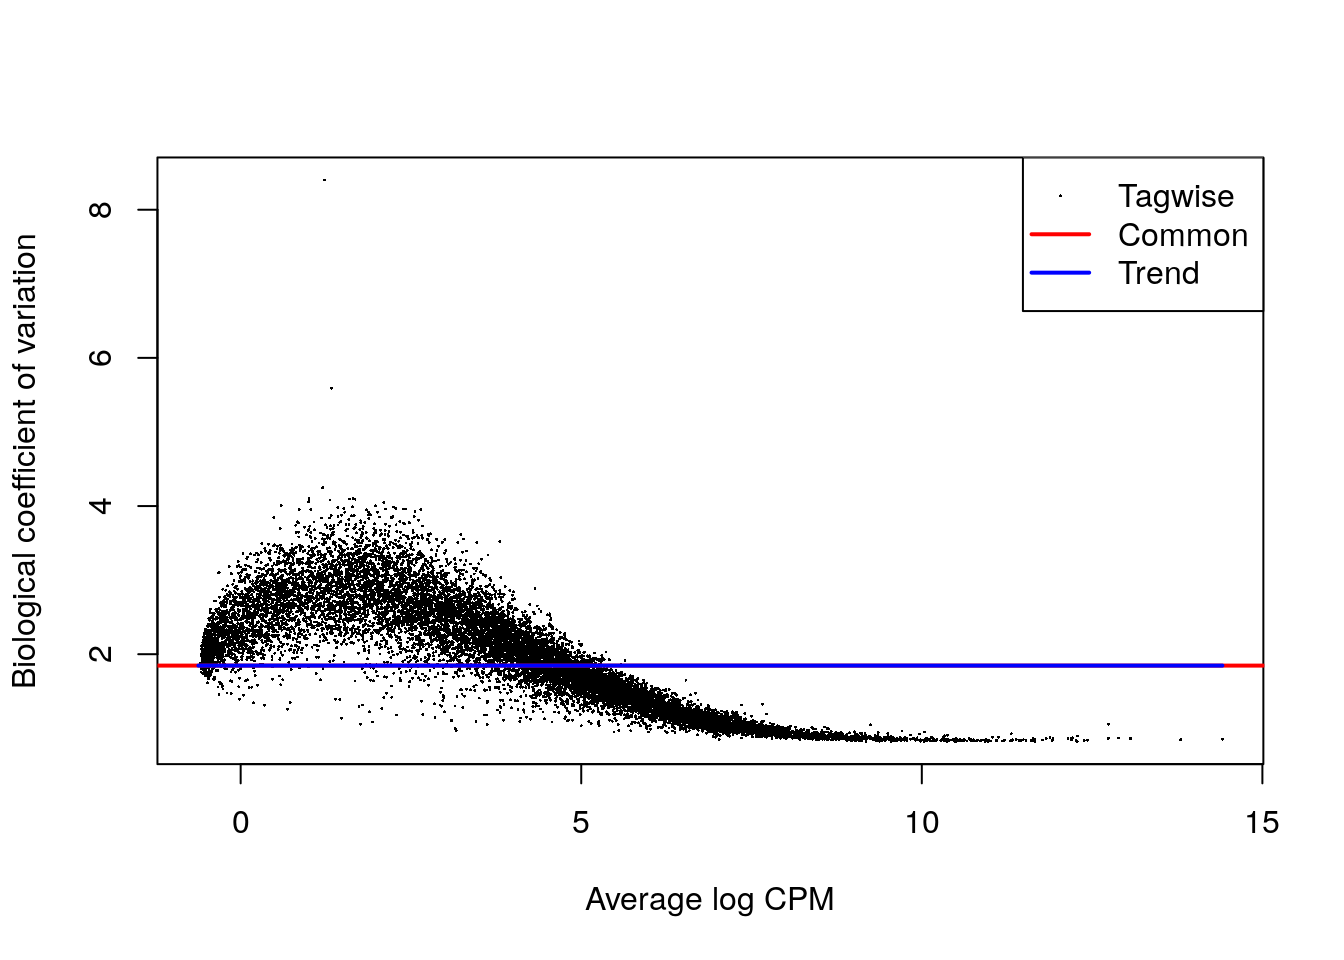 Tagwise
Common
Trend
Biological coefficient of variation
8
6
4
2
0
5
10
15
Average log CPM